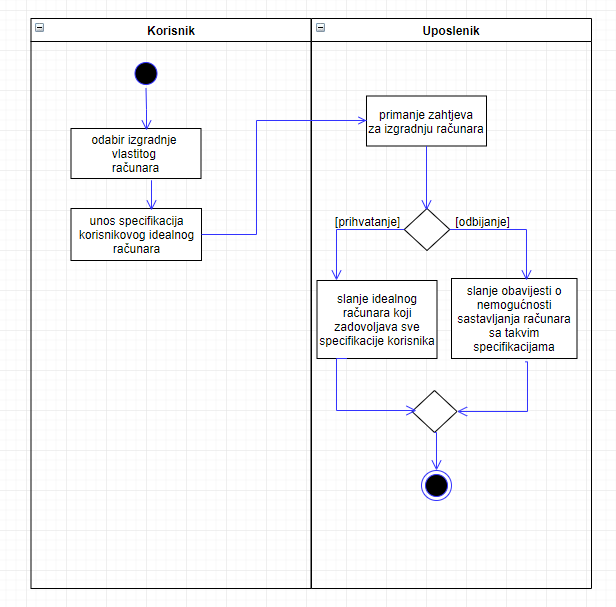 Korisnik
Uposlenik
odabir izgradnje
vlastitog
računara
unos specifikacija
korisnikovog idealnog
računara
primanje zahtjeva
za izgradnju računara
[prihvatanje]
[odbijanje]
slanje idealnog
računara koji
zadovoljava sve
specifikacije korisnika
slanje obavijesti o
nemogućnosti
sastavljanja računara
sa takvim
specifikacijama